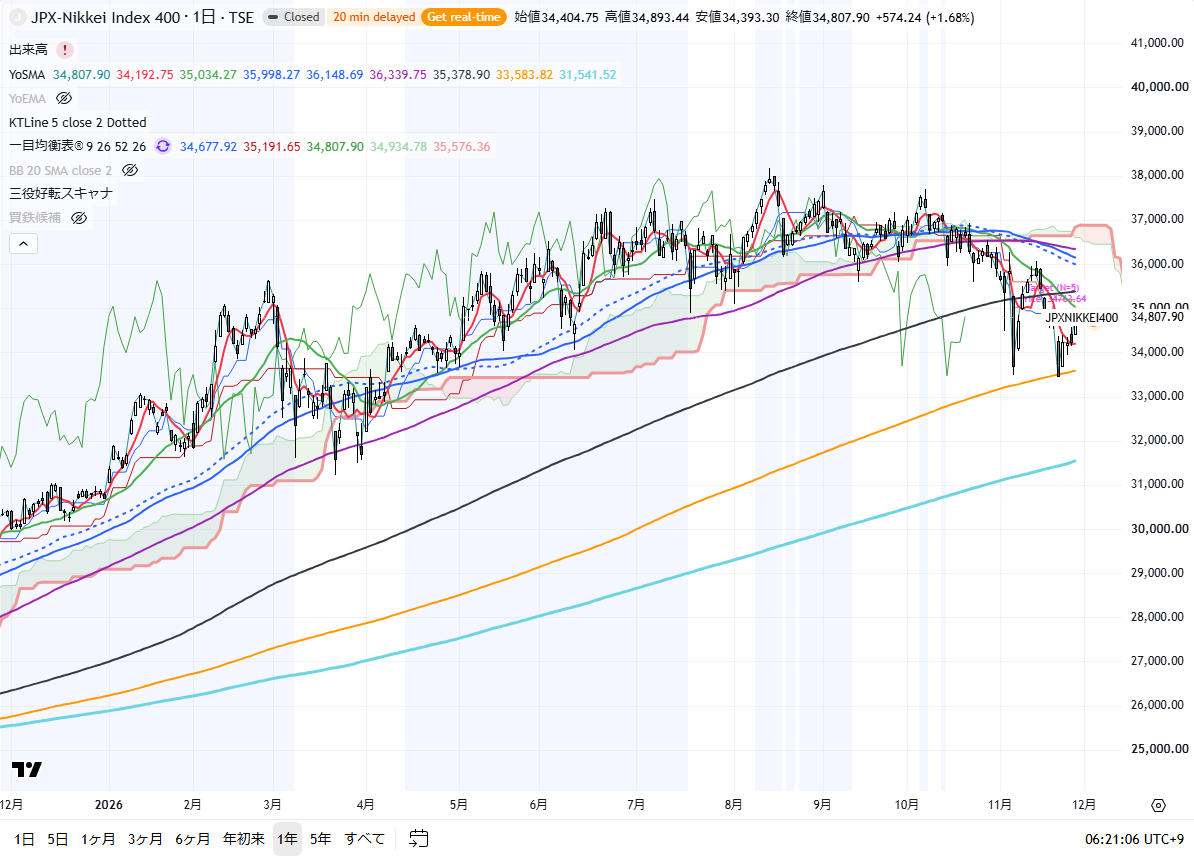 JPX-Nikkei Index 400 · 1日 · TSE Closed 20 min delayed Get real-time 始値34,404.75 高値34,893.44 安値34,393.30 終値34,807.90 +574.24 (+1.68%)
出来高
YoSMA 34,807.90 34,192.75 35,034.27 35,998.27 36,148.69 36,339.75 35,378.90 33,583.82 31,541.52
YoEMA
KTLine 5 close 2 Dotted
一目均衡表® 9 26 52 26 34,677.92 35,191.65 34,807.90 34,934.78 35,576.36
BB 20 SMA close 2
三役好転スキャナ
買鉄候補
41,000.00
40,000.00
39,000.00
38,000.00
37,000.00
36,000.00
35,000.00
(N=5)
JPXNIKKEI400 34,807.90
34,000.00
33,000.00
32,000.00
31,000.00
30,000.00
29,000.00
28,000.00
27,000.00
26,000.00
25,000.00
12月 2026 2月 3月 4月 5月 6月 7月 8月 9月 10月 11月 12月
1日 5日 1ヶ月 3ヶ月 6ヶ月 年初来 1年 5年 すべて 06:21:06 UTC+9